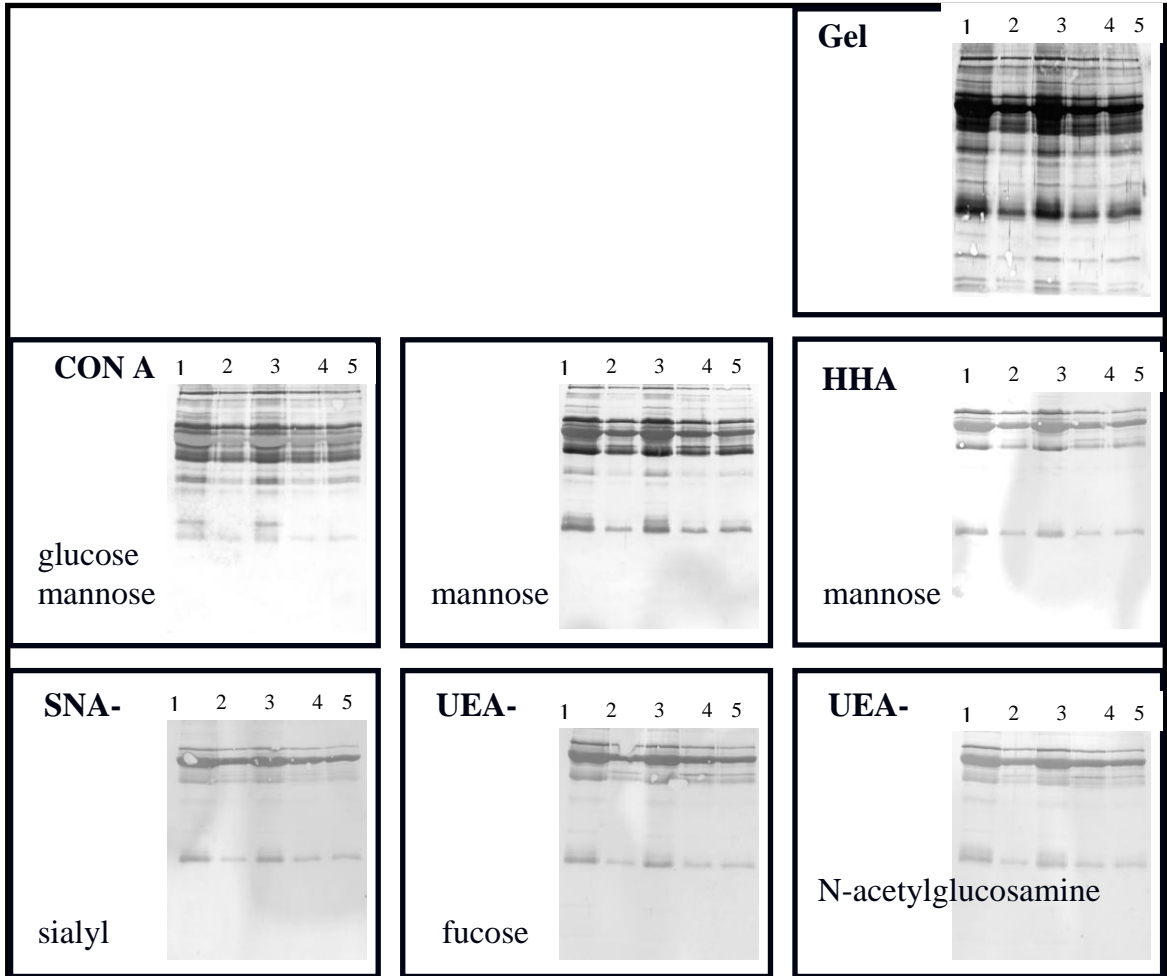 Gel
1 2 3 4 5
CON A
1 2 3 4 5
glucose
mannose
1 2 3 4 5
mannose
HHA
1 2 3 4 5
mannose
SNA-
1 2 3 4 5
sialyl
UEA-
1 2 3 4 5
fucose
UEA-
1 2 3 4 5
N-acetylglucosamine